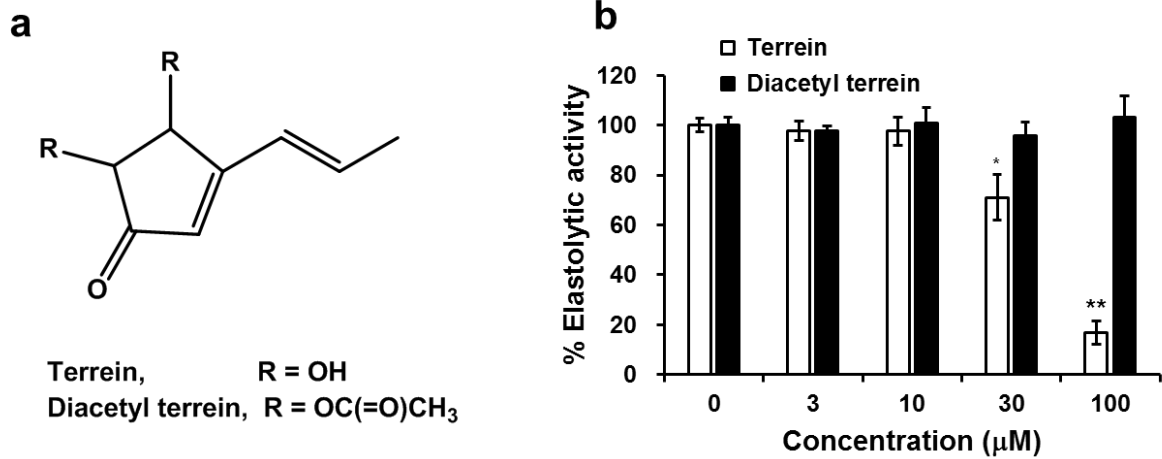 a
R
R
O
Terrein, R = OH
Diacetyl terrein, R = OC(=O)CH₃
b
Terrein
Diacetyl terrein
% Elastolytic activity
120
100
80
60
40
20
0
*
**
0 3 10 30 100
Concentration (μM)